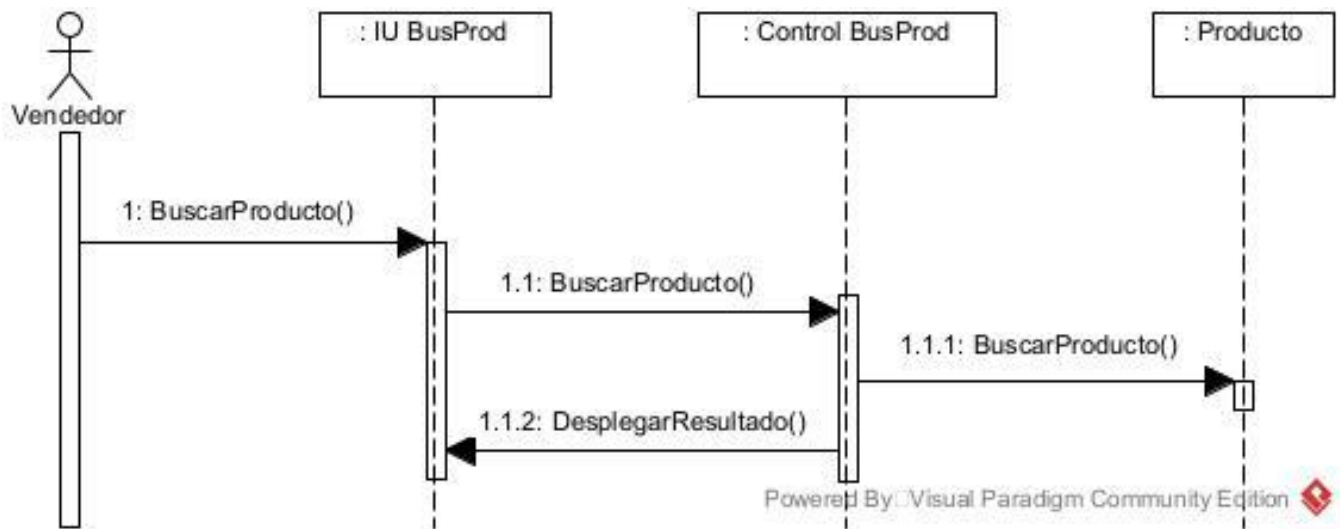 : IU BusProd
: Control BusProd
: Producto
Vendedor
1: BuscarProducto()
1.1: BuscarProducto()
1.1.1: BuscarProducto()
1.1.2: DesplegarResultado()
Powered By Visual Paradigm Community Edition